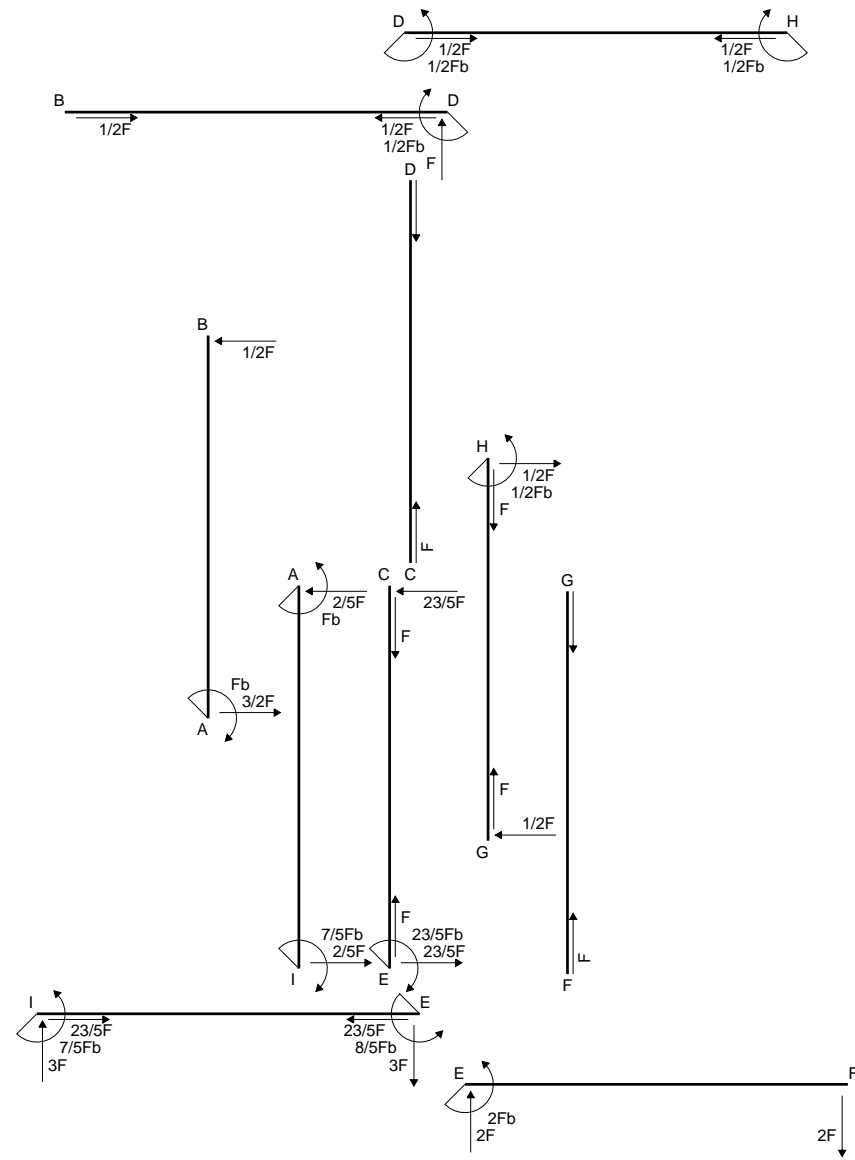 D H
1/2F 1/2F
1/2Fb 1/2Fb
B D
1/2F 1/2F
1/2Fb
F
D
B
1/2F
H
1/2F
1/2Fb
F
F
C
A C G
2/5F 23/5F
Fb
F
Fb
3/2F
A
F
1/2F
G
F
7/5Fb 23/5Fb
2/5F 23/5F
F
I E F
I E
23/5F 23/5F
7/5Fb 8/5Fb
3F 3F
E F
2Fb
2F 2F